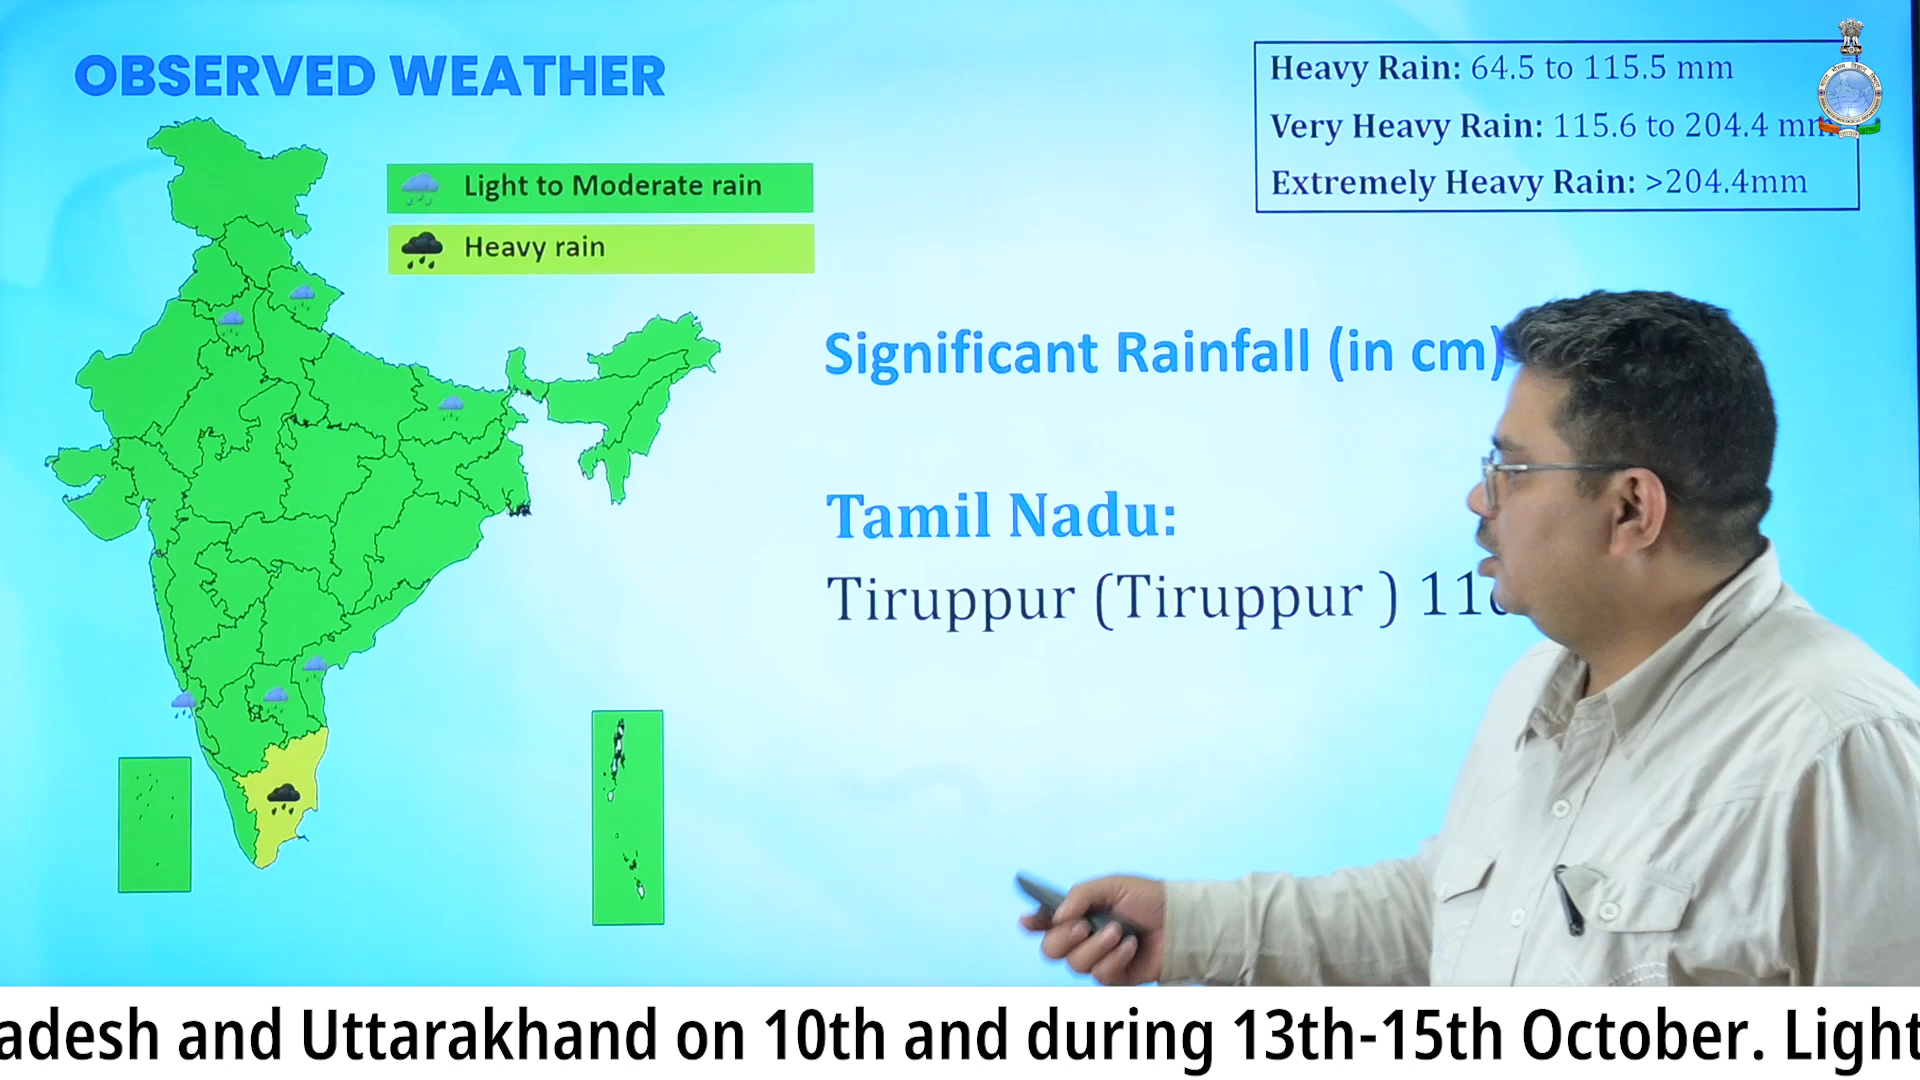 OBSERVED WEATHER
Light to Moderate rain
Heavy rain
Heavy Rain: 64.5 to 115.5 mm
Very Heavy Rain: 115.6 to 204.4 mm
Extremely Heavy Rain: >204.4mm
Significant Rainfall (in cm)
Tamil Nadu:
Tiruppur (Tiruppur ) 11
adesh and Uttarakhand on 10th and during 13th-15th October. Light